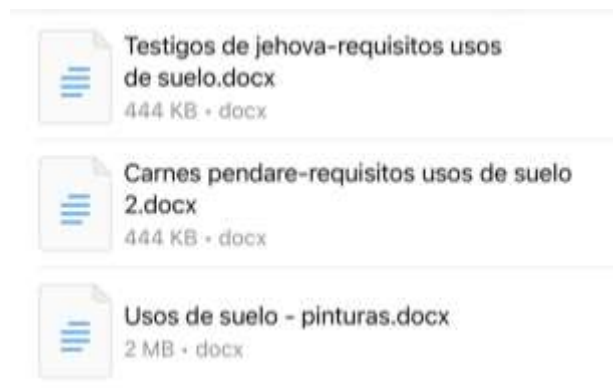 Testigos de jehova-requisitos usos
de suelo.docx
444 KB • docx
Carnes pendare-requisitos usos de suelo
2.docx
444 KB • docx
Usos de suelo - pinturas.docx
2 MB • docx